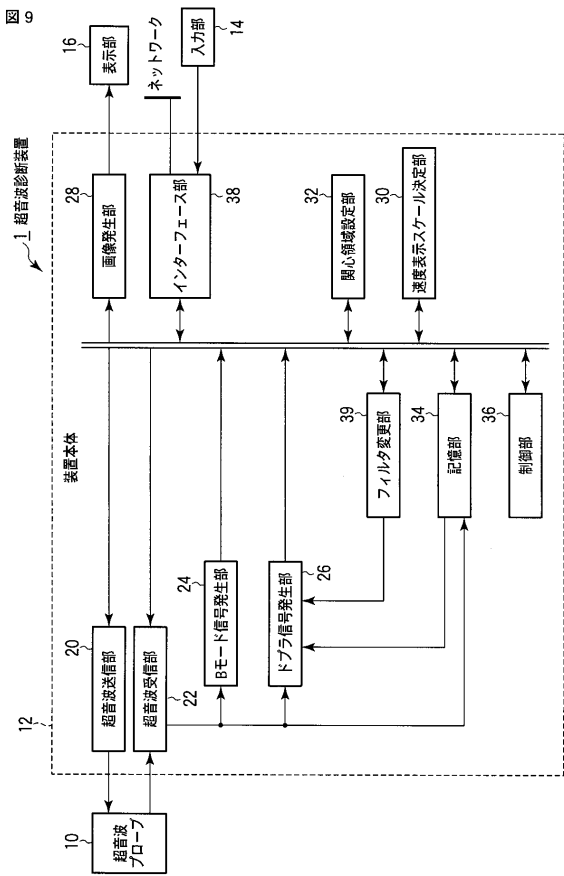 図9
1 超音波診断装置
12
装置本体
10
超音波
プローブ
20
超音波送信部
超音波受信部
22
24
Bモード信号発生部
26
ドプラ信号発生部
39
フィルタ変更部
34
記憶部
36
制御部
28
画像発生部
インターフェース部
38
32
関心領域設定部
30
速度表示スケール決定部
16
表示部
ネットワーク
入力部
14